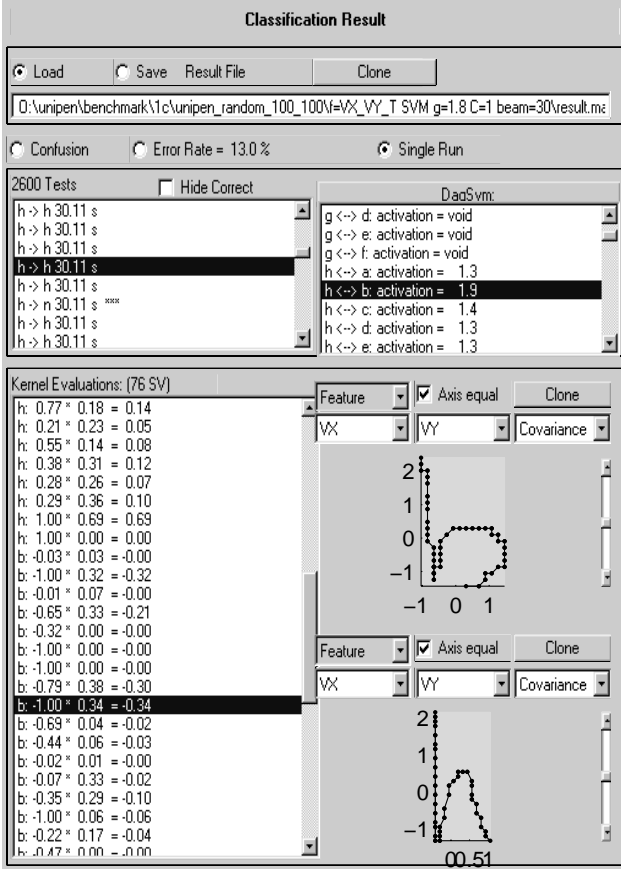 Classification Result
Load Save Result File Clone
O:\unipen\benchmark\1c\unipen_random_100_100\f=VX_VY_T SVM g=1.8 C=1 beam=30\result.ma
Confusion Error Rate = 13.0 % Single Run
2600 Tests Hide Correct
h -> h 30.11 s
h -> h 30.11 s
h -> h 30.11 s
h -> h 30.11 s
h -> h 30.11 s
h -> n 30.11 s ***
h -> h 30.11 s
h -> h 30.11 s
DagSvm:
g <--> d: activation = void
g <--> e: activation = void
g <--> f: activation = void
h <--> a: activation = 1.3
h <--> b: activation = 1.9
h <--> c: activation = 1.4
h <--> d: activation = 1.3
h <--> e: activation = 1.3
Kernel Evaluations: (76 SV)
h: 0.77 * 0.18 = 0.14
h: 0.21 * 0.23 = 0.05
h: 0.55 * 0.14 = 0.08
h: 0.38 * 0.31 = 0.12
h: 0.28 * 0.26 = 0.07
h: 0.29 * 0.36 = 0.10
h: 1.00 * 0.69 = 0.69
h: 1.00 * 0.00 = 0.00
b: -0.03 * 0.03 = -0.00
b: -1.00 * 0.32 = -0.32
b: -0.01 * 0.07 = -0.00
b: -0.65 * 0.33 = -0.21
b: -0.32 * 0.00 = -0.00
b: -1.00 * 0.00 = -0.00
b: -1.00 * 0.00 = -0.00
b: -0.79 * 0.38 = -0.30
b: -1.00 * 0.34 = -0.34
b: -0.69 * 0.04 = -0.02
b: -0.44 * 0.06 = -0.03
b: -0.02 * 0.01 = -0.00
b: -0.07 * 0.33 = -0.02
b: -0.35 * 0.29 = -0.10
b: -1.00 * 0.06 = -0.06
b: -0.22 * 0.17 = -0.04
b: -0.47 * 0.00 = -0.00
Feature Axis equal Clone
VX VY Covariance
2
1
0
−1
−1 0 1
Feature Axis equal Clone
VX VY Covariance
2
1
0
−1
00.51